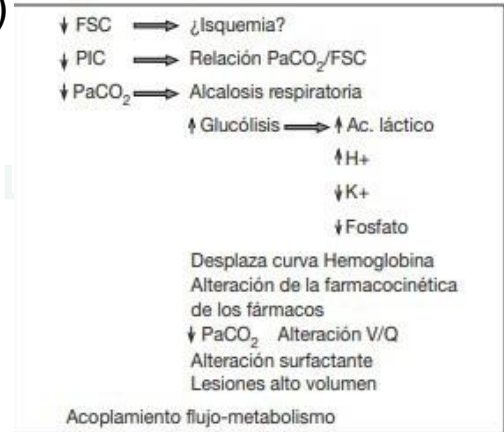 )
↓ FSC ⟹ ¿Isquemia?
↓ PIC ⟹ Relación PaCO₂/FSC
↓ PaCO₂ ⟹ Alcalosis respiratoria
↑ Glucólisis ⟹ ↑ Ac. láctico
↑H+
↓K+
↓Fosfato
Desplaza curva Hemoglobina
Alteración de la farmacocinética
de los fármacos
↓ PaCO₂ Alteración V/Q
Alteración surfactante
Lesiones alto volumen
Acoplamiento flujo-metabolismo